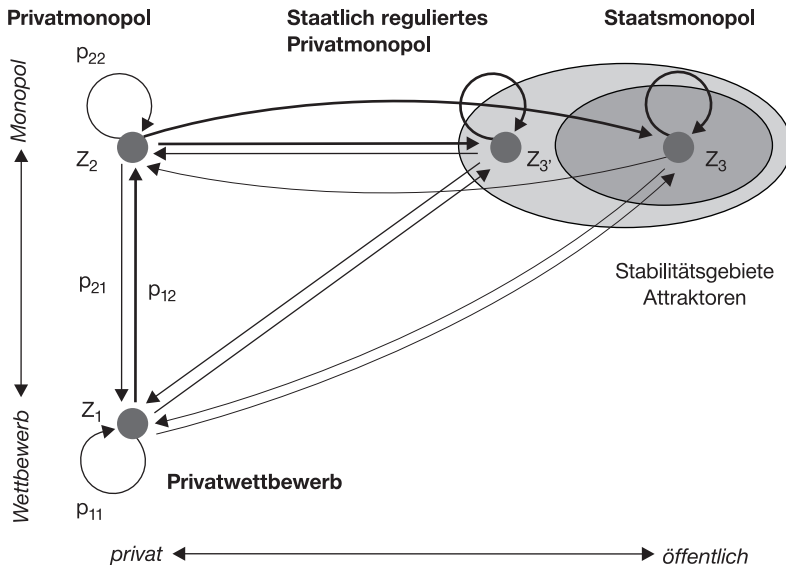 Privatmonopol
Staatlich reguliertes
Privatmonopol
Staatsmonopol
p22
Monopol
Z2
Z3'
Z3
Stabilitätsgebiete
Attraktoren
p21
p12
Z1
Wettbewerb
Privatwettbewerb
p11
privat
öffentlich